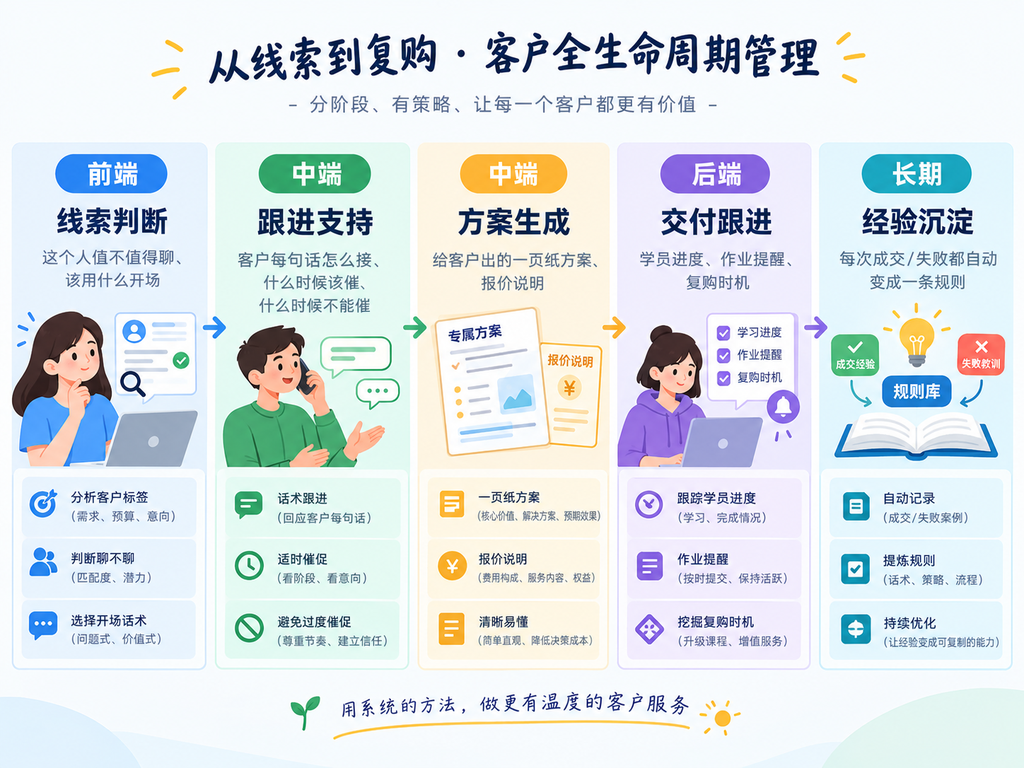 从线索到复购·客户全生命周期管理
– 分阶段、有策略、让每一个客户都更有价值 –
前端
线索判断
这个人值不值得聊、
该用什么开场
分析客户标签
(需求、预算、意向)
判断聊不聊
(匹配度、潜力)
选择开场话术
(问题式、价值式)
中端
跟进支持
客户每句话怎么接、
什么时候该催、
什么时候不能催
话术跟进
(回应客户每句话)
适时催促
(看阶段、看意向)
避免过度催促
(尊重节奏、建立信任)
中端
方案生成
给客户出的一页纸方案、
报价说明
专属方案
报价说明
¥
一页纸方案
(核心价值、解决方案、预期效果)
¥
报价说明
(费用构成、服务内容、权益)
清晰易懂
(简单直观、降低决策成本)
后端
交付跟进
学员进度、作业提醒、
复购时机
学习进度
作业提醒
复购时机
跟踪学员进度
(学习、完成情况)
作业提醒
(按时提交、保持活跃)
挖掘复购时机
(升级课程、增值服务)
长期
经验沉淀
每次成交/失败都自动
变成一条规则
成交经验
失败教训
规则库
自动记录
(成交/失败案例)
提炼规则
(话术、策略、流程)
持续优化
(让经验变成可复制的能力)
用系统的方法，做更有温度的客户服务